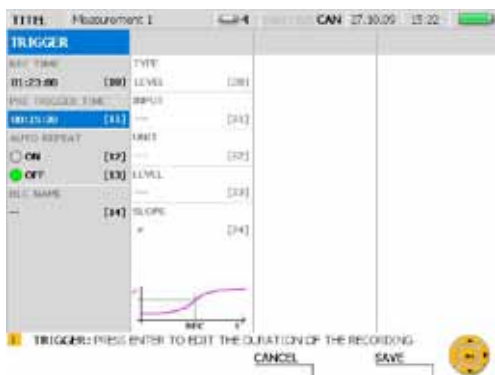 TITEL Measurement 1 CAN 27.10.09 15:22
TRIGGER
REC TIME
01:23:00 [10]
PRE TRIGGER TIME
00:15:00 [11]
AUTO REPEAT
ON [12]
OFF [13]
REC NAME
-- [14]
TYPE
LEVEL [20]
INPUT
--- [21]
UNIT
--- [22]
LEVEL
--- [23]
SLOPE
[24]
REC t
TRIGGER: PRESS ENTER TO EDIT THE DURATION OF THE RECORDING
CANCEL SAVE